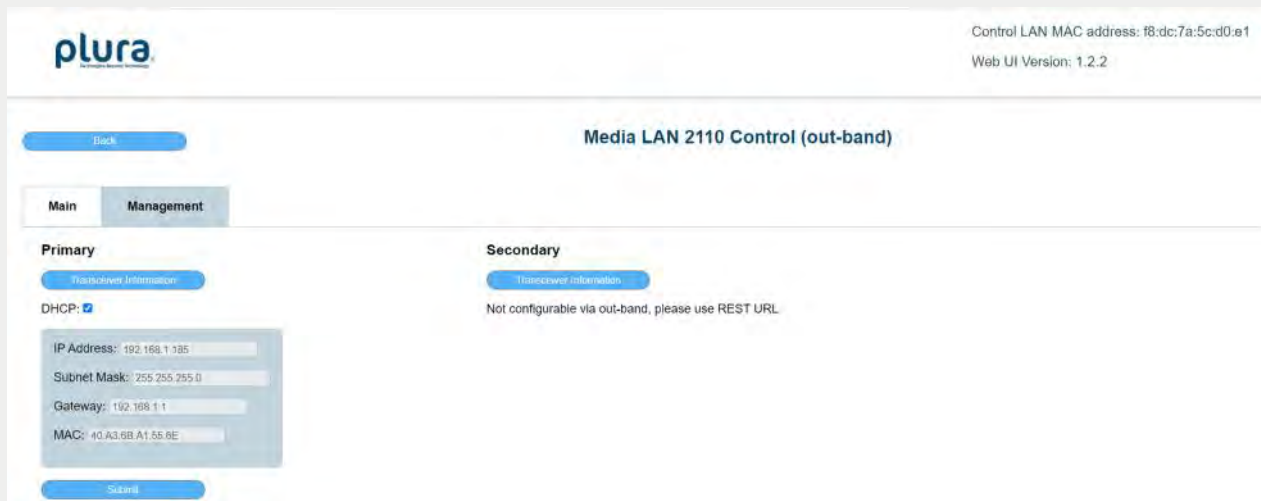 plura
Control LAN MAC address: f8:dc:7a:5c:d0:e1
Web UI Version: 1.2.2
Back
Media LAN 2110 Control (out-band)
Main
Management
Primary
Transceiver Information
DHCP:
IP Address: 192.168.1.185
Subnet Mask: 255.255.255.0
Gateway: 192.168.1.1
MAC: 40:A3:6B:A1:55:6E
Submit
Secondary
Transceiver Information
Not configurable via out-band, please use REST URL